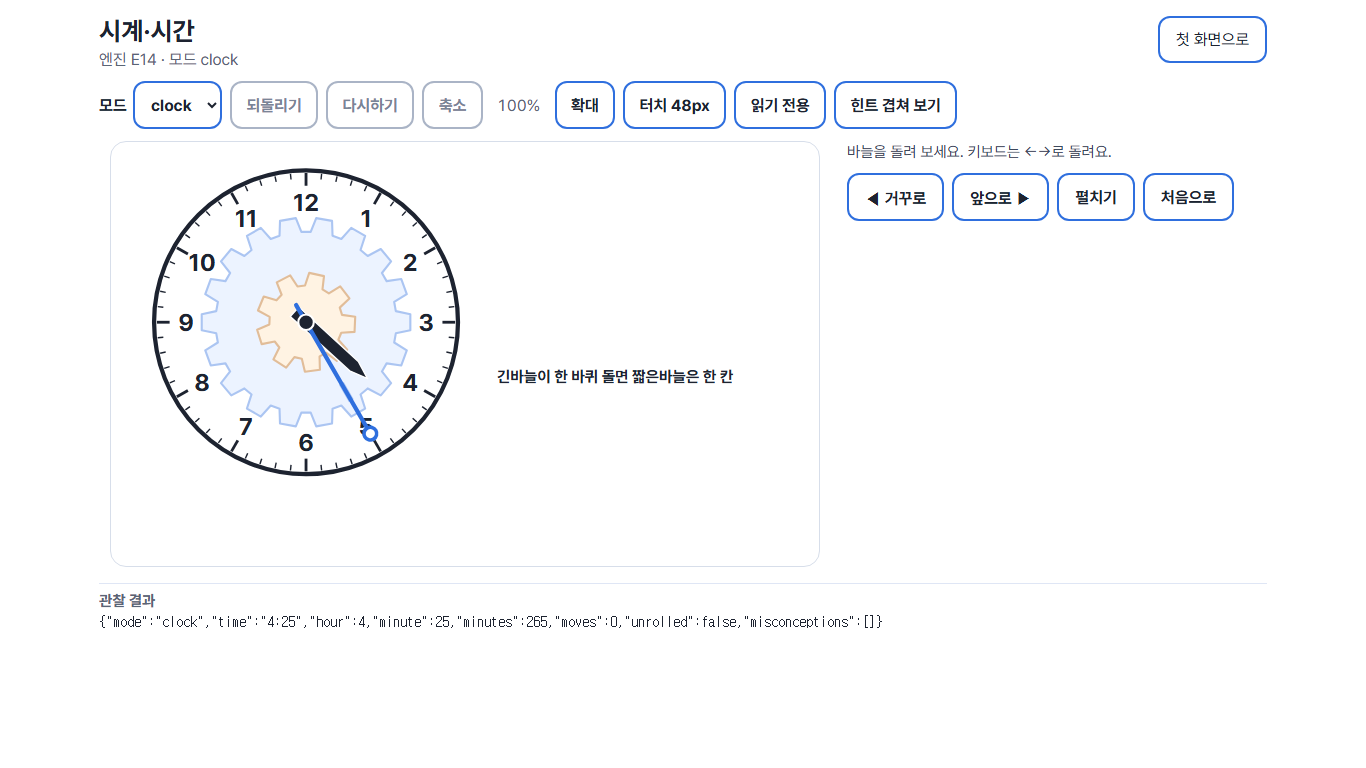 시계·시간
엔진 E14 · 모드 clock
첫 화면으로
모드 clock 되돌리기 다시하기 축소 100% 확대 터치 48px 읽기 전용 힌트 겹쳐 보기
바늘을 돌려 보세요. 키보드는 ←→로 돌려요.
◀ 거꾸로 앞으로 ▶ 펼치기 처음으로
12
11 1
10 2
9 3
8 4
7 5
6
긴바늘이 한 바퀴 돌면 짧은바늘은 한 칸
관찰 결과
{"mode":"clock","time":"4:25","hour":4,"minute":25,"minutes":265,"moves":0,"unrolled":false,"misconceptions":[]}